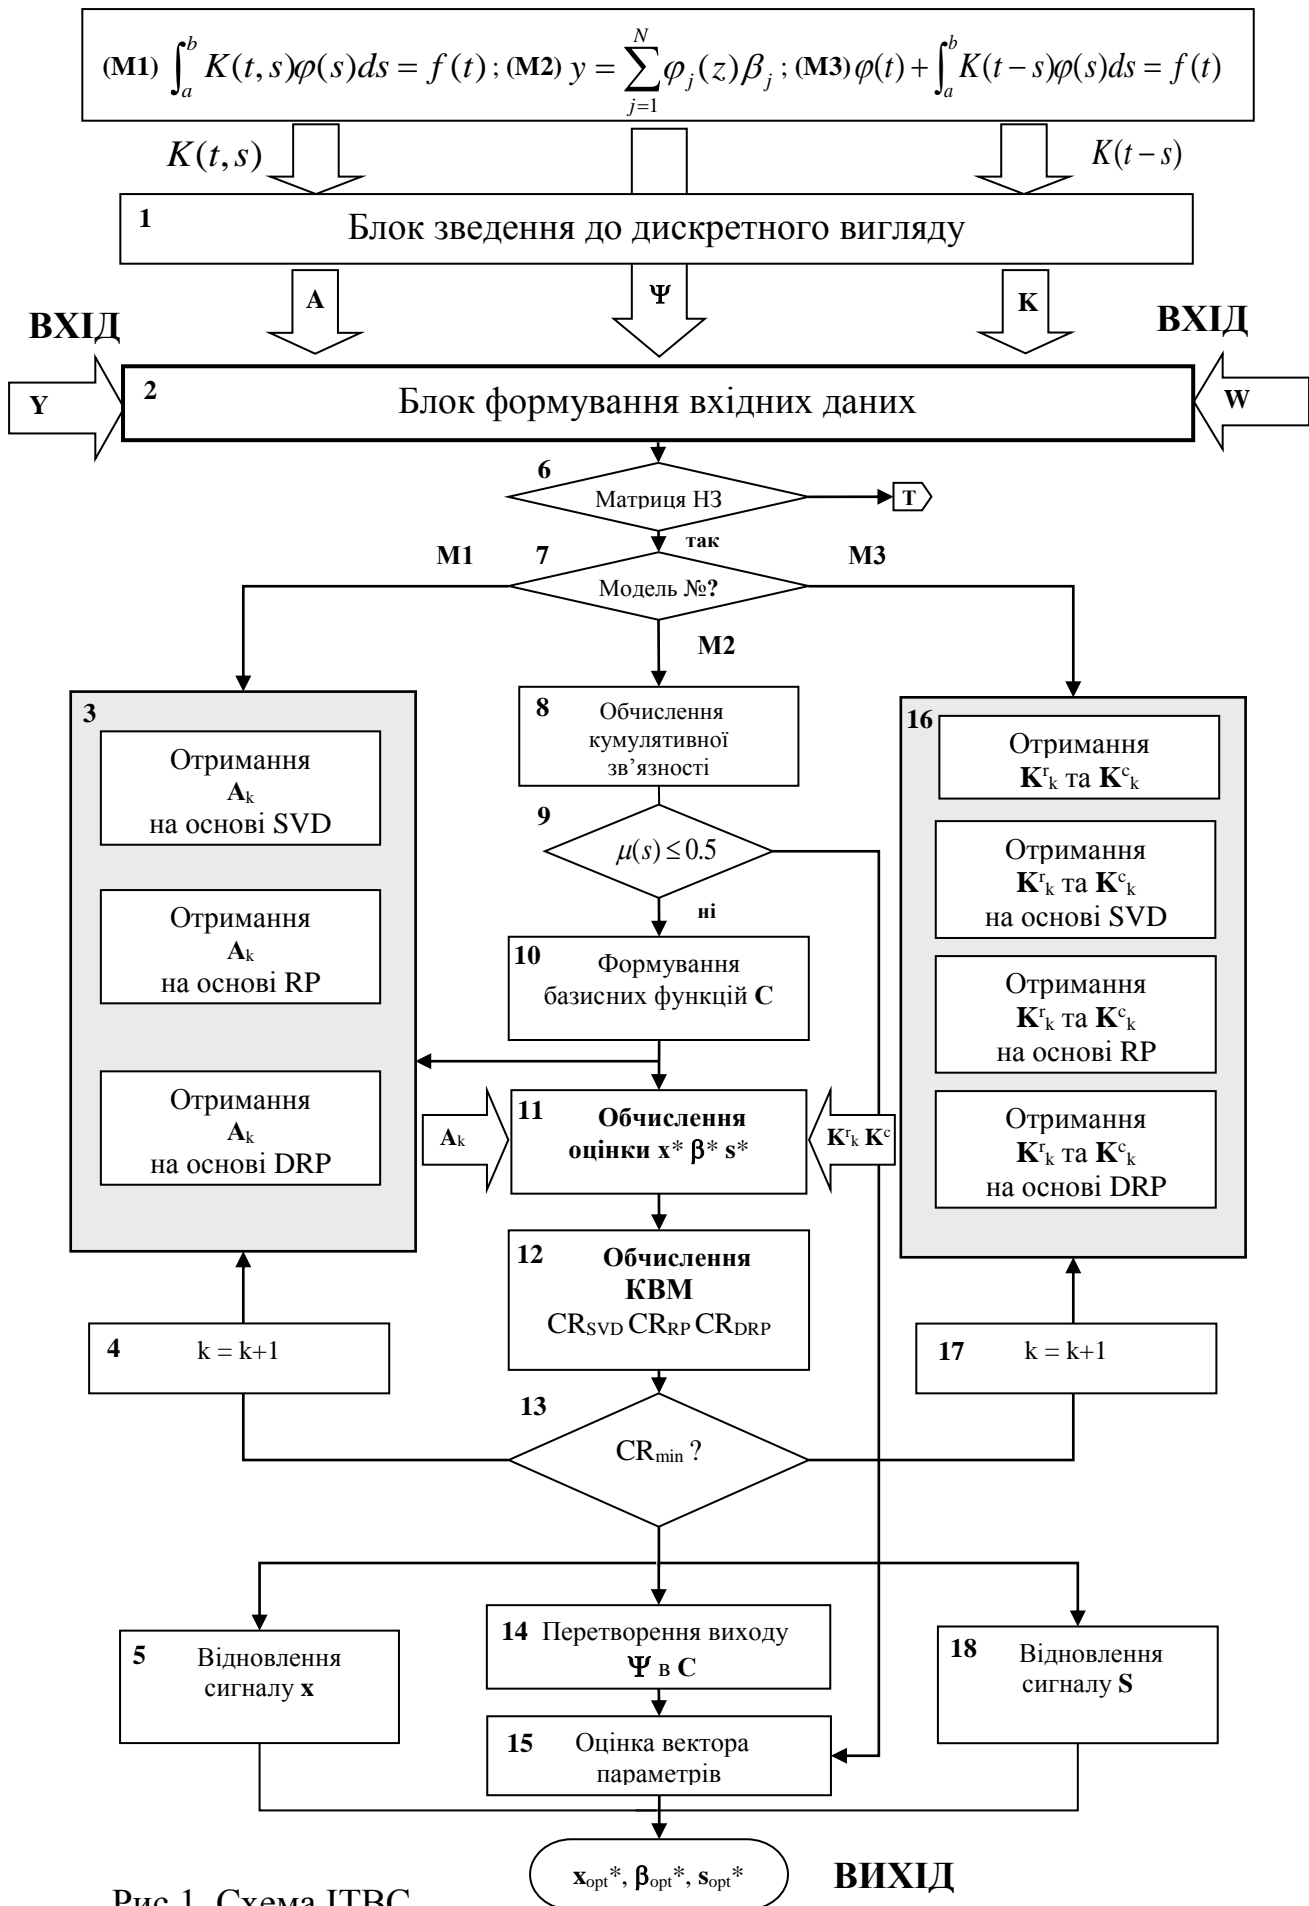 (M1) ∫_a^b K(t,s)φ(s)ds = f(t); (M2) y = ∑_{j=1}^N φ_j(z)β_j; (M3) φ(t) + ∫_a^b K(t−s)φ(s)ds = f(t)
K(t,s)
K(t−s)
1 Блок зведення до дискретного вигляду
A
Ψ
K
ВХІД
ВХІД
Y
2 Блок формування вхідних даних
W
6
Матриця НЗ
T
так
M1
7
M3
Модель №?
M2
3
Отримання
A_k
на основі SVD
Отримання
A_k
на основі RP
Отримання
A_k
на основі DRP
8 Обчислення
кумулятивної
зв’язності
9
μ(s) ≤ 0.5
ні
10 Формування
базисних функцій C
16
Отримання
K^r_k та K^c_k
Отримання
K^r_k та K^c_k
на основі SVD
Отримання
K^r_k та K^c_k
на основі RP
Отримання
K^r_k та K^c_k
на основі DRP
A_k
11 Обчислення
оцінки x* β* s*
K^r_k K^c
12 Обчислення
КВМ
CR_SVD CR_RP CR_DRP
4 k = k+1
17 k = k+1
13
CR_min ?
5 Відновлення
сигналу x
14 Перетворення виходу
Ψ в C
18 Відновлення
сигналу S
15 Оцінка вектора
параметрів
x_opt*, β_opt*, s_opt*
ВИХІД
Рис.1. Схема ІТВС